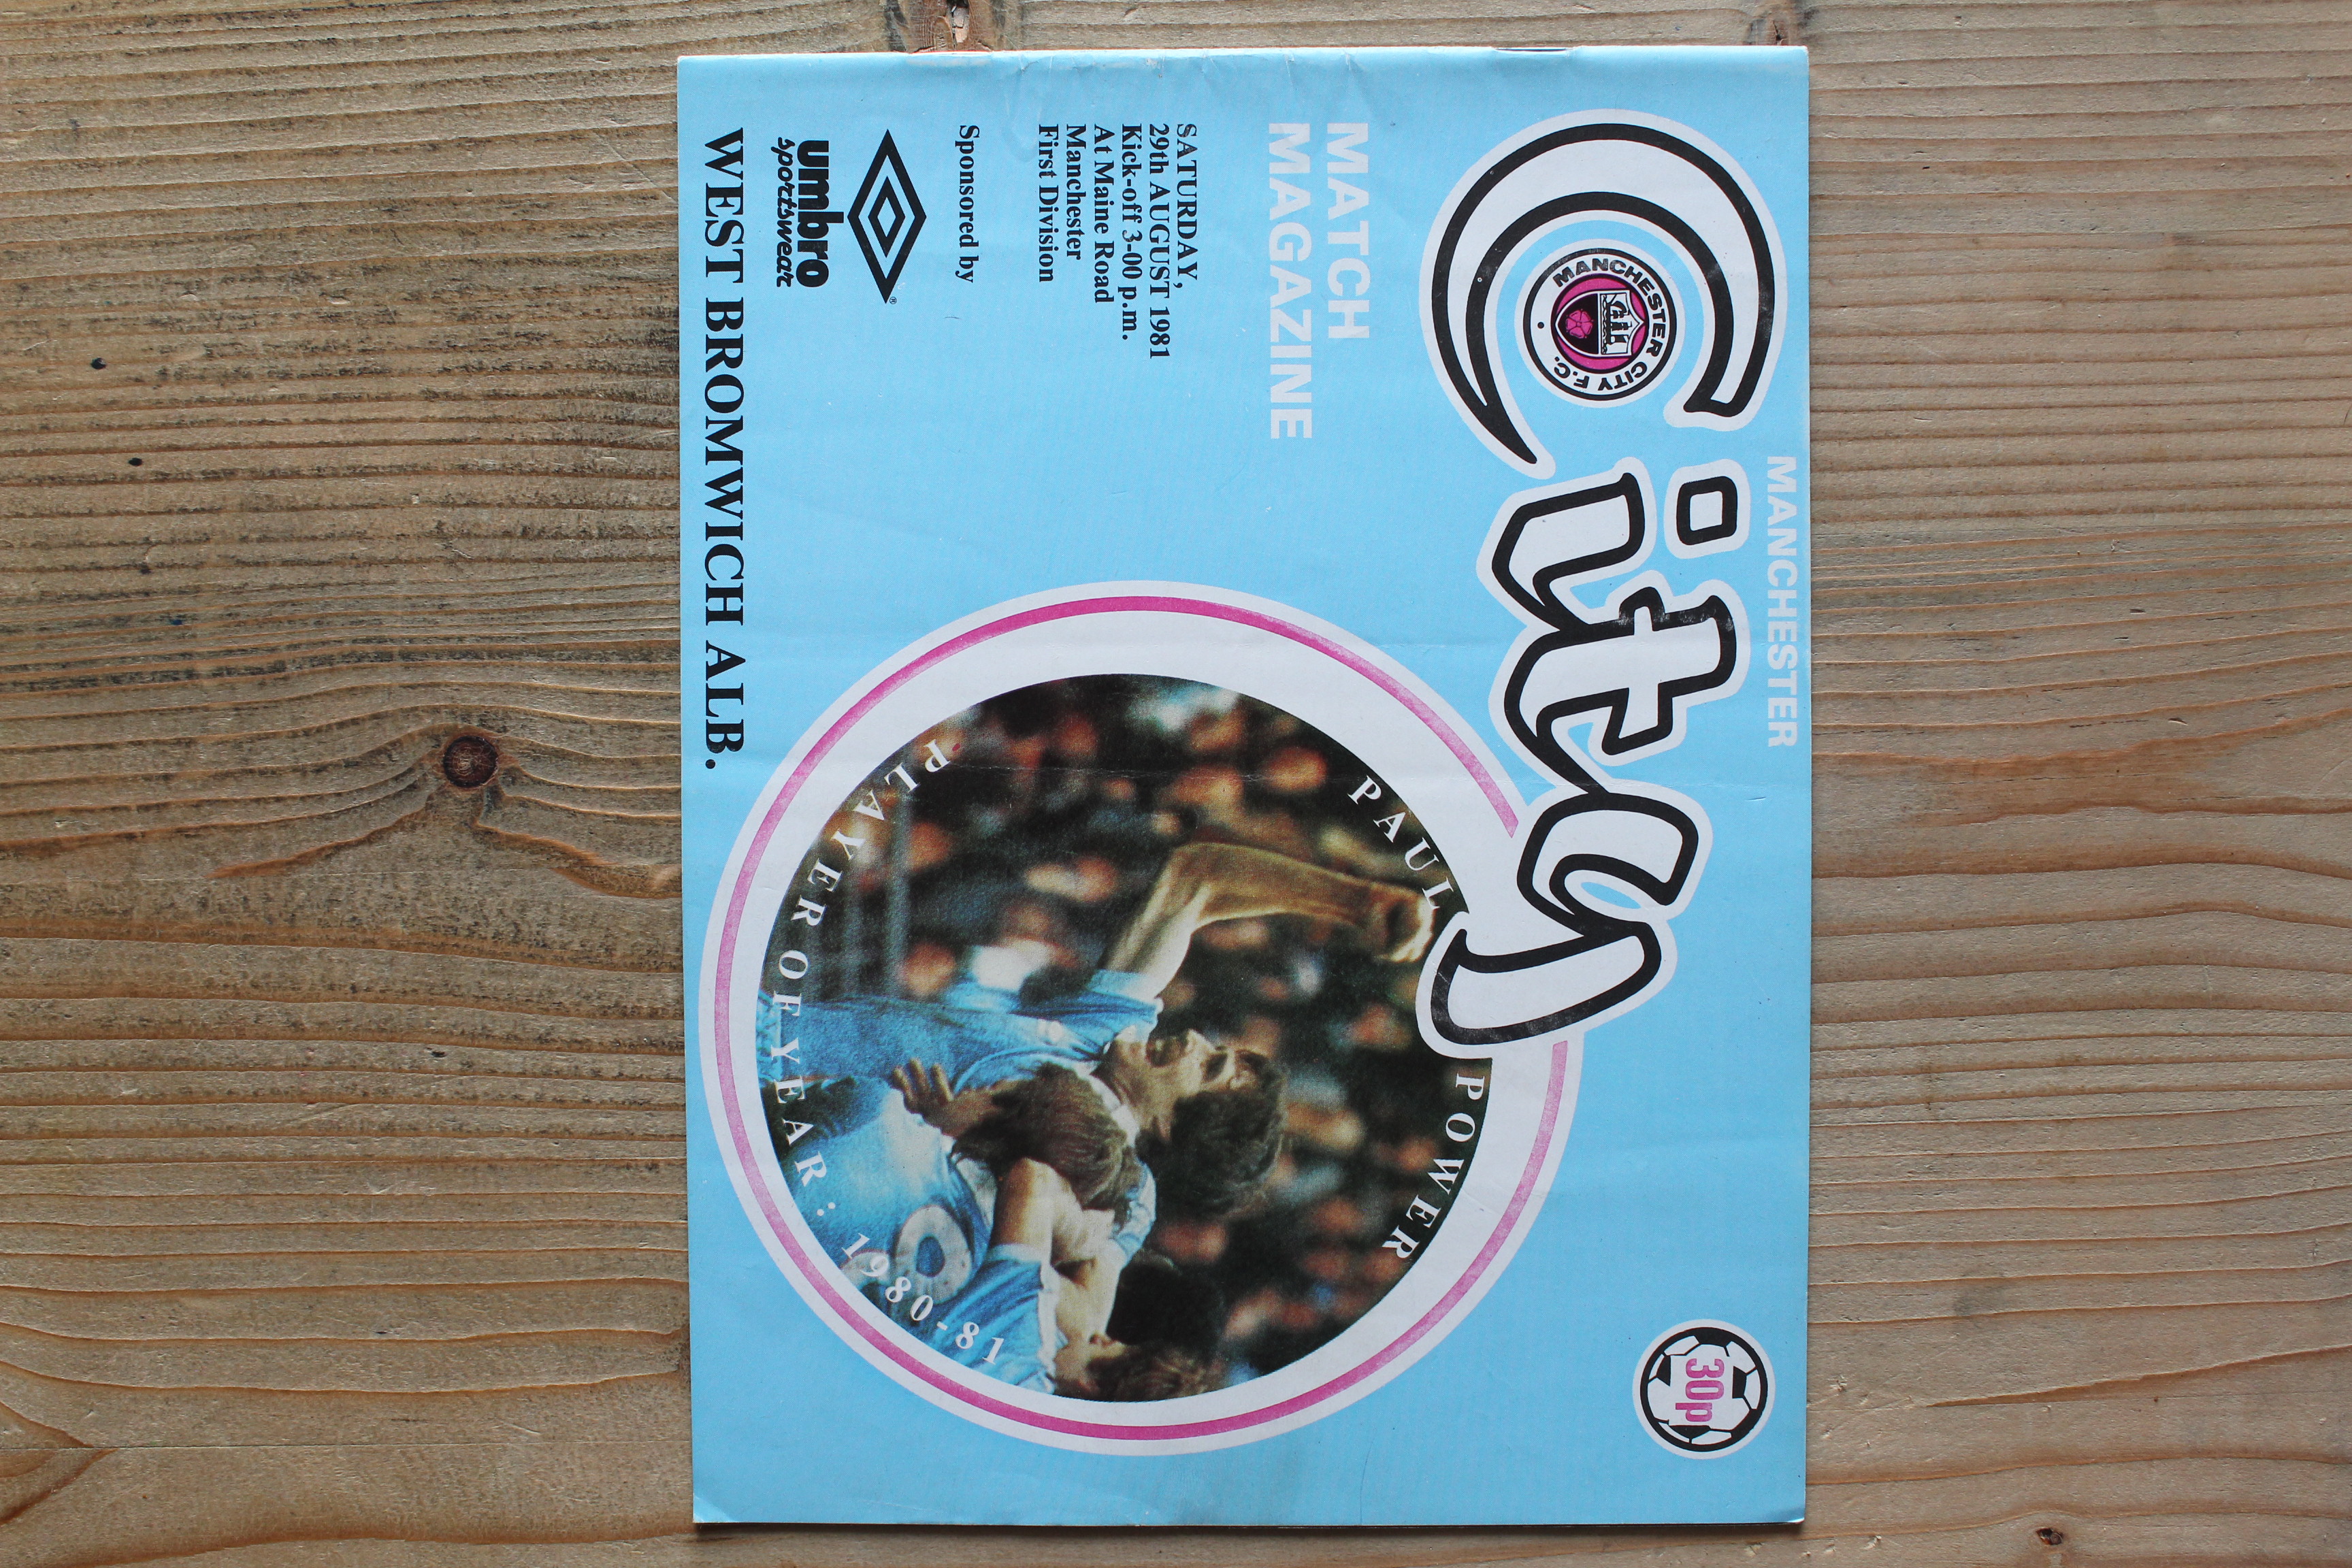 MANCHESTER
City
MANCHESTER CITY F.C.
30p
MATCH
MAGAZINE
SATURDAY,
29th AUGUST 1981
Kick-off 3-00 p.m.
At Maine Road
Manchester
First Division
Sponsored by
®
umbro
sportswear
PAUL POWER
PLAYER OF YEAR: 1980-81
8
WEST BROMWICH ALB.